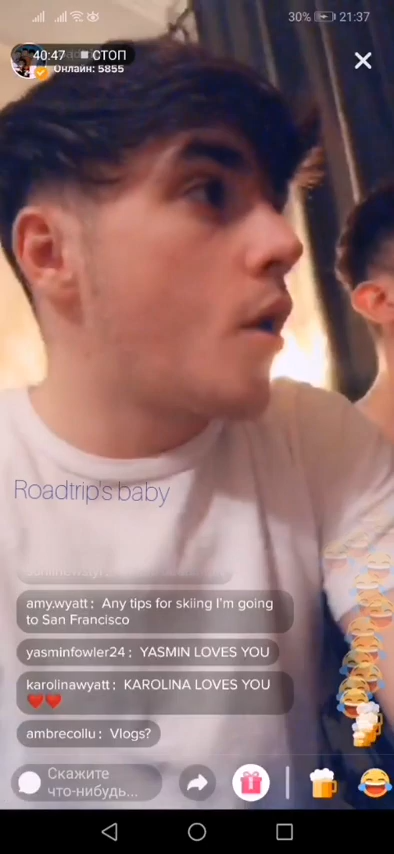 30% 21:37
40:47 СТОП
Онлайн: 5855
Roadtrip's baby
amy.wyatt: Any tips for skiing I'm going
to San Francisco
yasminfowler24: YASMIN LOVES YOU
karolinawyatt: KAROLINA LOVES YOU
❤️❤️
ambrecollu: Vlogs?
Скажите
что-нибудь...